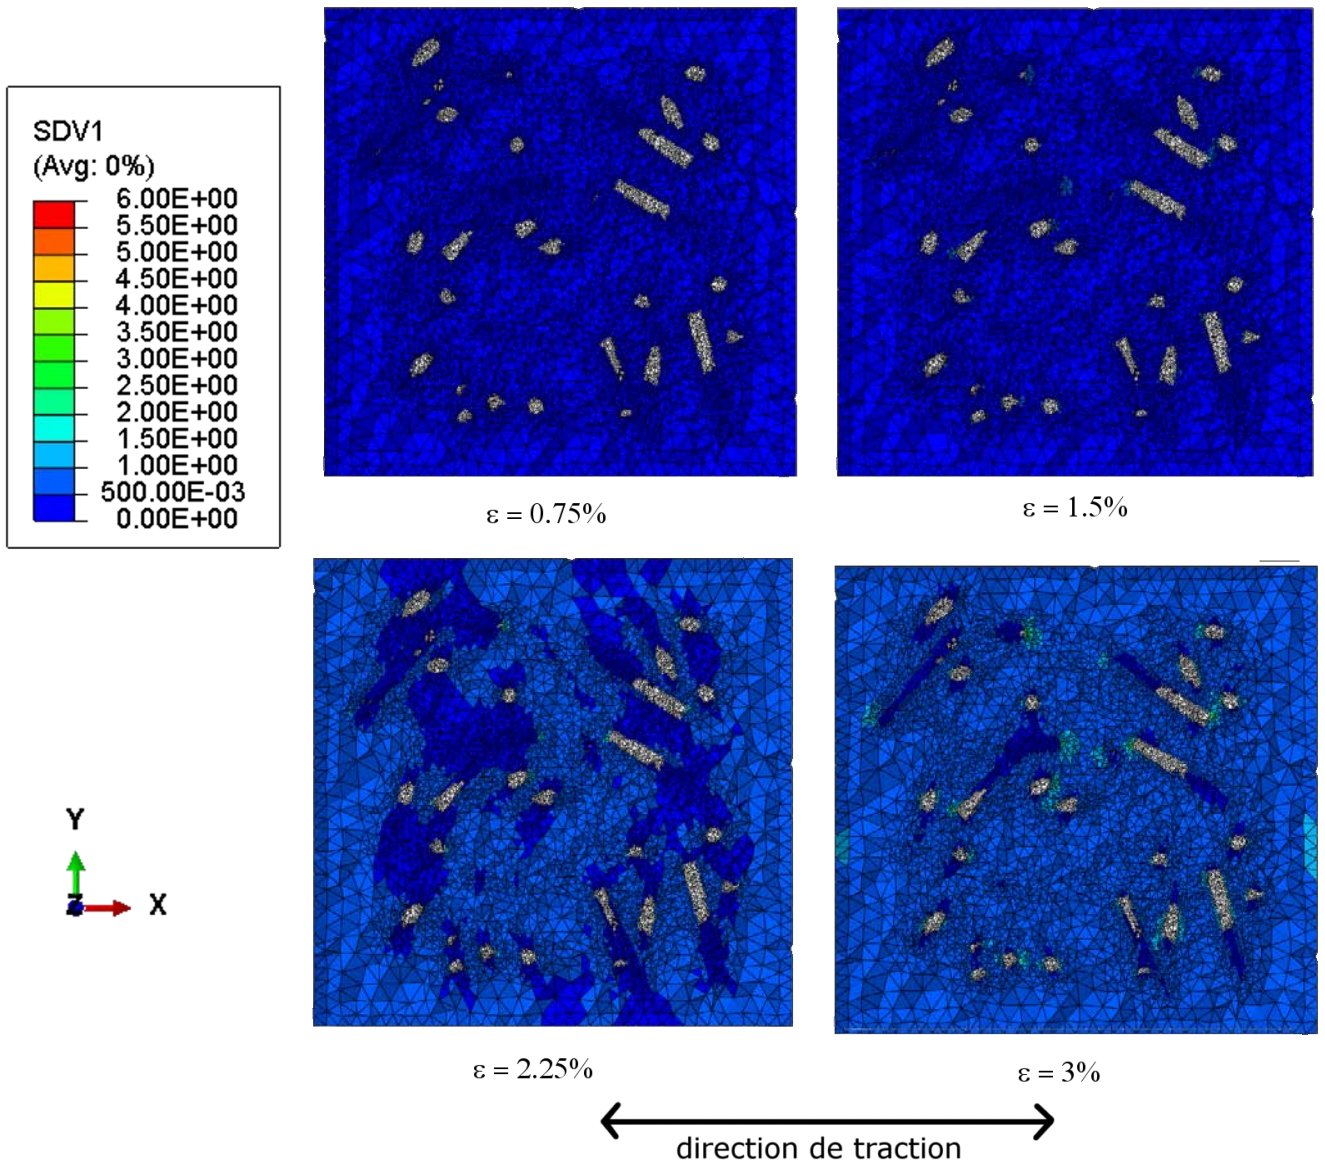 SDV1
(Avg: 0%)
6.00E+00
5.50E+00
5.00E+00
4.50E+00
4.00E+00
3.50E+00
3.00E+00
2.50E+00
2.00E+00
1.50E+00
1.00E+00
500.00E-03
0.00E+00
ε = 0.75%
ε = 1.5%
Y
Z
X
ε = 2.25%
ε = 3%
direction de traction